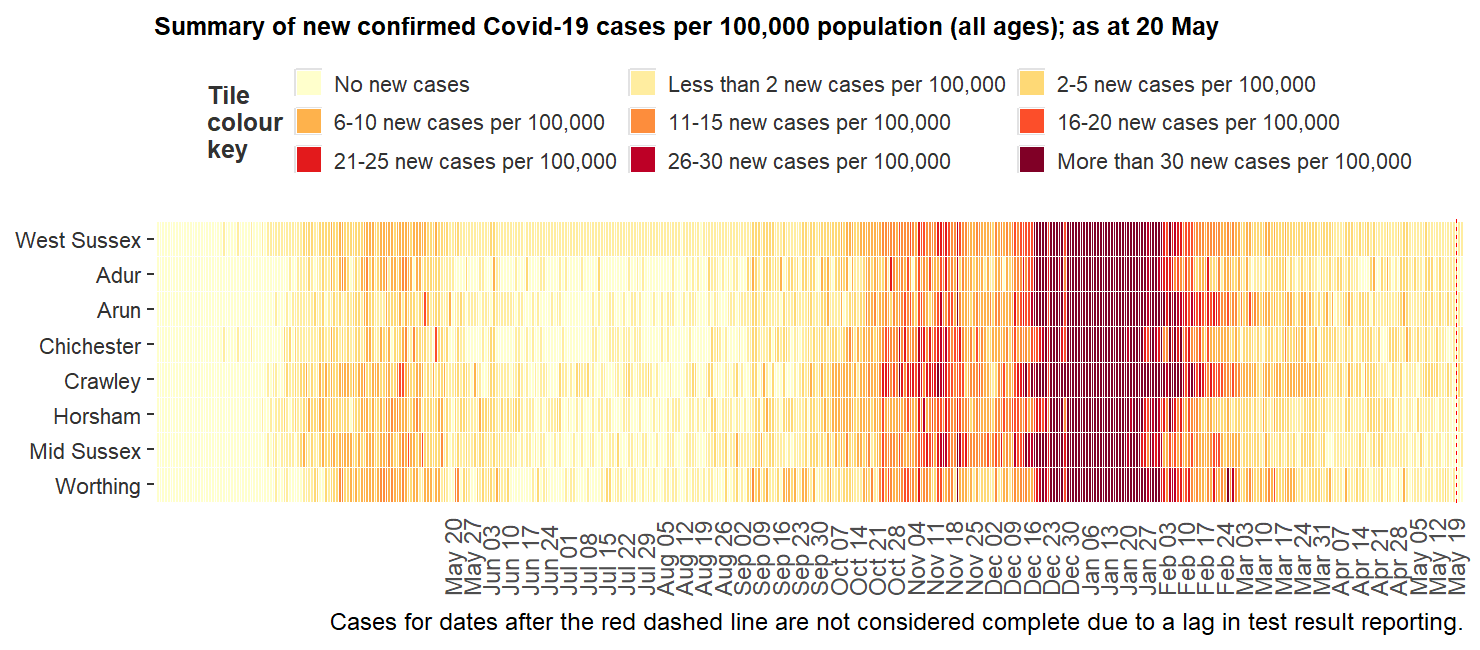 Summary of new confirmed Covid-19 cases per 100,000 population (all ages); as at 20 May
Tile
colour
key
No new cases
Less than 2 new cases per 100,000
2-5 new cases per 100,000
6-10 new cases per 100,000
11-15 new cases per 100,000
16-20 new cases per 100,000
21-25 new cases per 100,000
26-30 new cases per 100,000
More than 30 new cases per 100,000
West Sussex
Adur
Arun
Chichester
Crawley
Horsham
Mid Sussex
Worthing
May 20
May 27
Jun 03
Jun 10
Jun 17
Jun 24
Jul 01
Jul 08
Jul 15
Jul 22
Jul 29
Aug 05
Aug 12
Aug 19
Aug 26
Sep 02
Sep 09
Sep 16
Sep 23
Sep 30
Oct 07
Oct 14
Oct 21
Oct 28
Nov 04
Nov 11
Nov 18
Nov 25
Dec 02
Dec 09
Dec 16
Dec 23
Dec 30
Jan 06
Jan 13
Jan 20
Jan 27
Feb 03
Feb 10
Feb 17
Feb 24
Mar 03
Mar 10
Mar 17
Mar 24
Mar 31
Apr 07
Apr 14
Apr 21
Apr 28
May 05
May 12
May 19
Cases for dates after the red dashed line are not considered complete due to a lag in test result reporting.